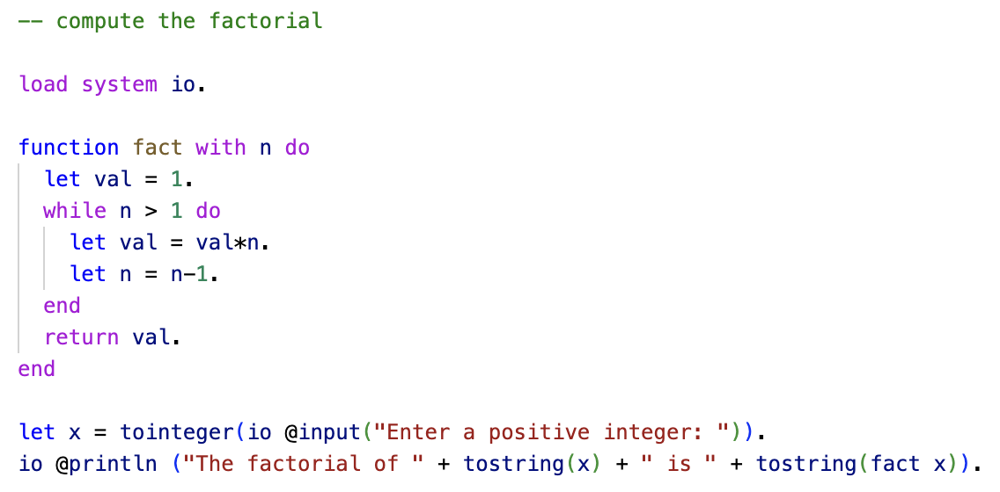 -- compute the factorial
load system io.
function fact with n do
let val = 1.
while n > 1 do
let val = val*n.
let n = n-1.
end
return val.
end
let x = tointeger(io @input("Enter a positive integer: ")).
io @println ("The factorial of " + tostring(x) + " is " + tostring(fact x)).